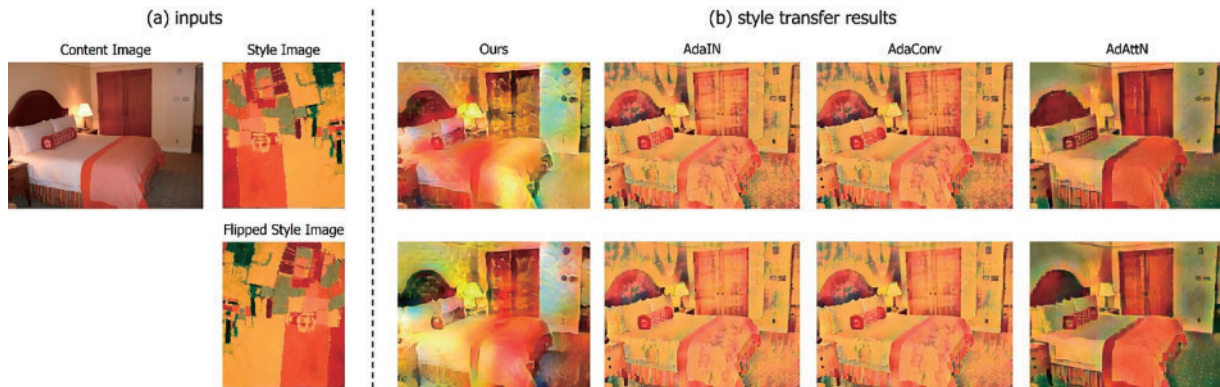 (a) inputs
(b) style transfer results
Content Image
Style Image
Ours
AdaIN
AdaConv
AdAttN
Flipped Style Image